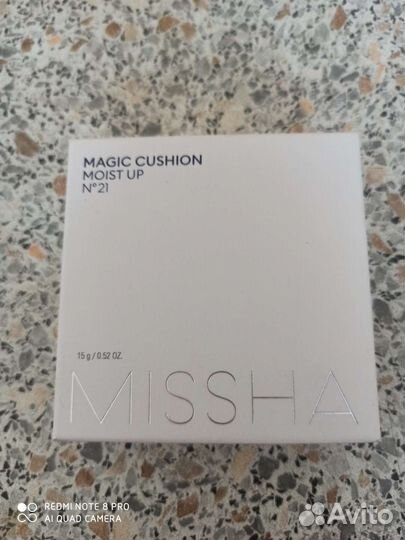 MAGIC CUSHION
MOIST UP
N°21
15 g / 0.52 OZ.
MISSHA
REDMI NOTE 8 PRO
AI QUAD CAMERA
Avito